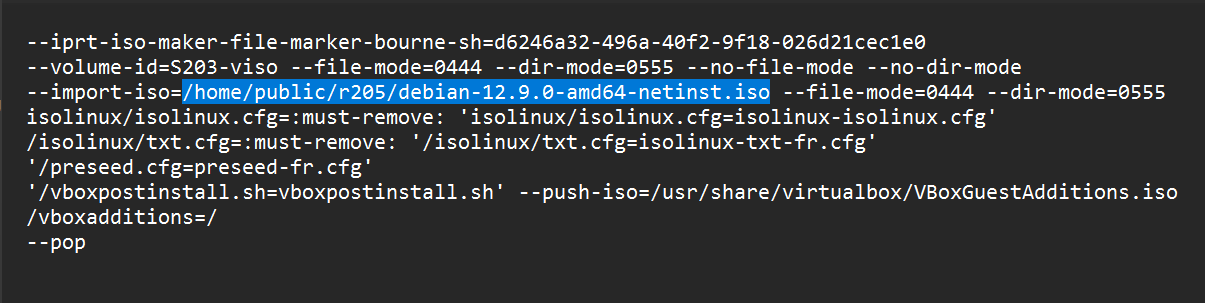 --iprt-iso-maker-file-marker-bourne-sh=d6246a32-496a-40f2-9f18-026d21cec1e0
--volume-id=S203-viso --file-mode=0444 --dir-mode=0555 --no-file-mode --no-dir-mode
--import-iso=/home/public/r205/debian-12.9.0-amd64-netinst.iso --file-mode=0444 --dir-mode=0555
isolinux/isolinux.cfg=:must-remove: 'isolinux/isolinux.cfg=isolinux-isolinux.cfg'
/isolinux/txt.cfg=:must-remove: '/isolinux/txt.cfg=isolinux-txt-fr.cfg'
'/preseed.cfg=preseed-fr.cfg'
'/vboxpostinstall.sh=vboxpostinstall.sh' --push-iso=/usr/share/virtualbox/VBoxGuestAdditions.iso
/vboxadditions=/
--pop